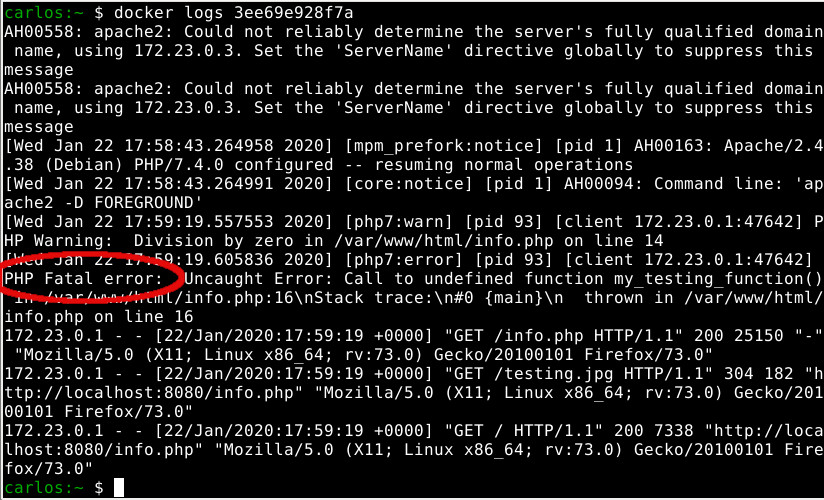 carlos:~ $ docker logs 3ee69e928f7a
AH00558: apache2: Could not reliably determine the server's fully qualified domain
 name, using 172.23.0.3. Set the 'ServerName' directive globally to suppress this
message
AH00558: apache2: Could not reliably determine the server's fully qualified domain
 name, using 172.23.0.3. Set the 'ServerName' directive globally to suppress this
message
[Wed Jan 22 17:58:43.264958 2020] [mpm_prefork:notice] [pid 1] AH00163: Apache/2.4
.38 (Debian) PHP/7.4.0 configured -- resuming normal operations
[Wed Jan 22 17:58:43.264991 2020] [core:notice] [pid 1] AH00094: Command line: 'ap
ache2 -D FOREGROUND'
[Wed Jan 22 17:59:19.557553 2020] [php7:warn] [pid 93] [client 172.23.0.1:47642] P
HP Warning:  Division by zero in /var/www/html/info.php on line 14
[Wed Jan 22 17:59:19.605836 2020] [php7:error] [pid 93] [client 172.23.0.1:47642]
PHP Fatal error:  Uncaught Error: Call to undefined function my_testing_function()
 in /var/www/html/info.php:16\nStack trace:\n#0 {main}\n  thrown in /var/www/html/
info.php on line 16
172.23.0.1 - - [22/Jan/2020:17:59:19 +0000] "GET /info.php HTTP/1.1" 200 25150 "-"
 "Mozilla/5.0 (X11; Linux x86_64; rv:73.0) Gecko/20100101 Firefox/73.0"
172.23.0.1 - - [22/Jan/2020:17:59:19 +0000] "GET /testing.jpg HTTP/1.1" 304 182 "h
ttp://localhost:8080/info.php" "Mozilla/5.0 (X11; Linux x86_64; rv:73.0) Gecko/201
00101 Firefox/73.0"
172.23.0.1 - - [22/Jan/2020:17:59:19 +0000] "GET / HTTP/1.1" 200 7338 "http://loca
lhost:8080/info.php" "Mozilla/5.0 (X11; Linux x86_64; rv:73.0) Gecko/20100101 Fire
fox/73.0"
carlos:~ $